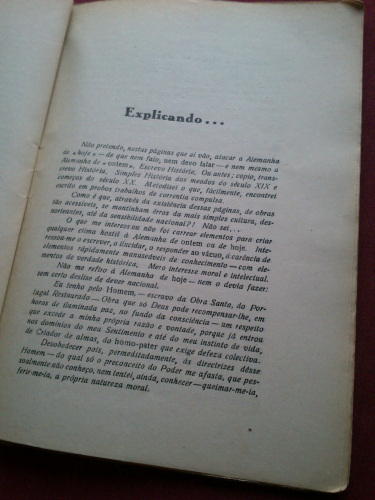 Explicando...
Não pretendo, nestas páginas que aí vão, atacar a Alemanha
de «hoje» — de que nem falo, nem devo falar — e nem mesmo a
Alemanha de «ontem». Escrevo História. Ou antes: copio, trans-
crevo História, Simples História dos meados do século XIX e
começos do século XX. Metodisei o que, fàcilmente, encontrei
escrito em probos trabalhos de correntia compulsa.
Como é que, através da existência dessas páginas, de obras
tão acessíveis, se mantinham êrros da mais simples cultura, des-
norteantes, até da sensibilidade nacional?! Não sei...
O que me interessou não foi carrear elementos para criar
qualquer clima hostil à Alemanha de ontem ou de hoje. Inte-
ressou-me o escrever, o lucidar, o responder ao vácuo, à carência de
elementos rápidamente manuseáveis de conhecimento — com ele-
mentos de verdade histórica. Mero interesse moral e intelectual.
Não me refiro à Alemanha de hoje — nem o devia fazer:
sem certo deslise de dever nacional.
Eu tenho pelo Homem, — escravo da Obra Santa, do Por-
tugal Restaurado — Obra que só Deus pode recompensar-lhe, em
horas de iluminada paz, no fundo da consciência — um respeito
que excede a minha própria razão e vontade, porque já entrou
nos domínios do meu Sentimento e até do meu instinto de vida,
de Criador de almas, do homo-pater que exige defeza colectiva.
Desobedecer pois, permeditadamente, às directrizes dêsse
Homem — do qual só o preconceito do Poder me afasta, que pes-
soalmente não conheço, nem tentei, ainda, conhecer — queimar-me-ia,
ferir-me-ia, a própria natureza moral.